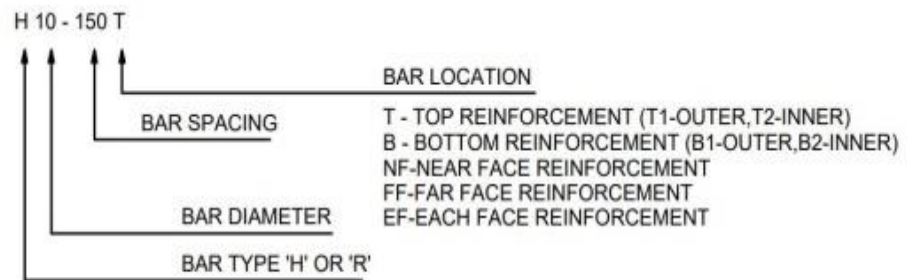 H 10 - 150 T
BAR LOCATION
T - TOP REINFORCEMENT (T1-OUTER,T2-INNER)
BAR SPACING
B - BOTTOM REINFORCEMENT (B1-OUTER,B2-INNER)
NF-NEAR FACE REINFORCEMENT
FF-FAR FACE REINFORCEMENT
BAR DIAMETER
EF-EACH FACE REINFORCEMENT
BAR TYPE 'H' OR 'R'